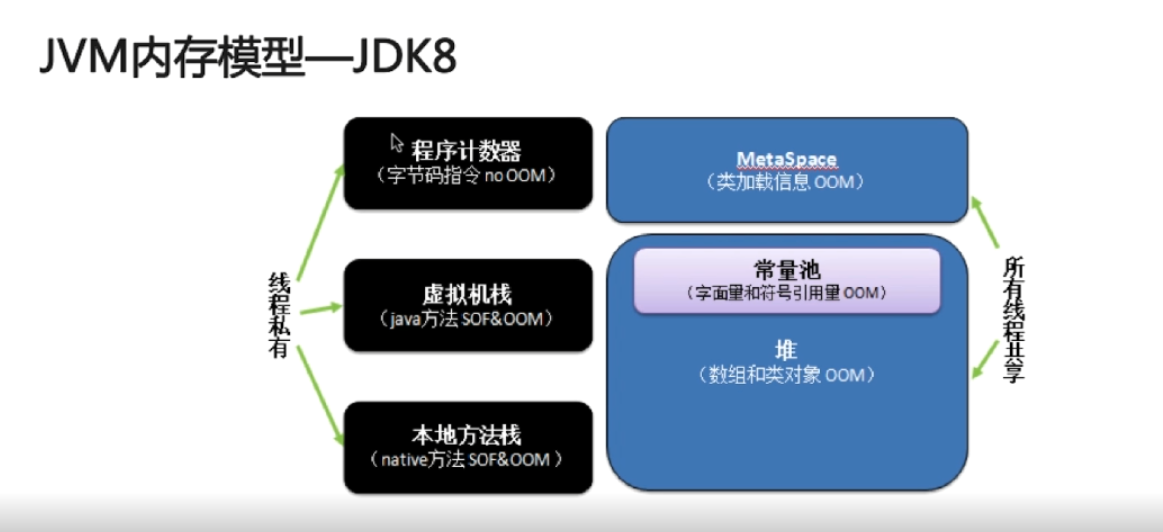 JVM内存模型—JDK8
线程私有
程序计数器
（字节码指令 no OOM）
虚拟机栈
（java方法 SOF&OOM）
本地方法栈
（native方法 SOF&OOM ）
MetaSpace
（类加载信息 OOM）
常量池
（字面量和符号引用量 OOM）
堆
（数组和类对象 OOM）
所有线程共享